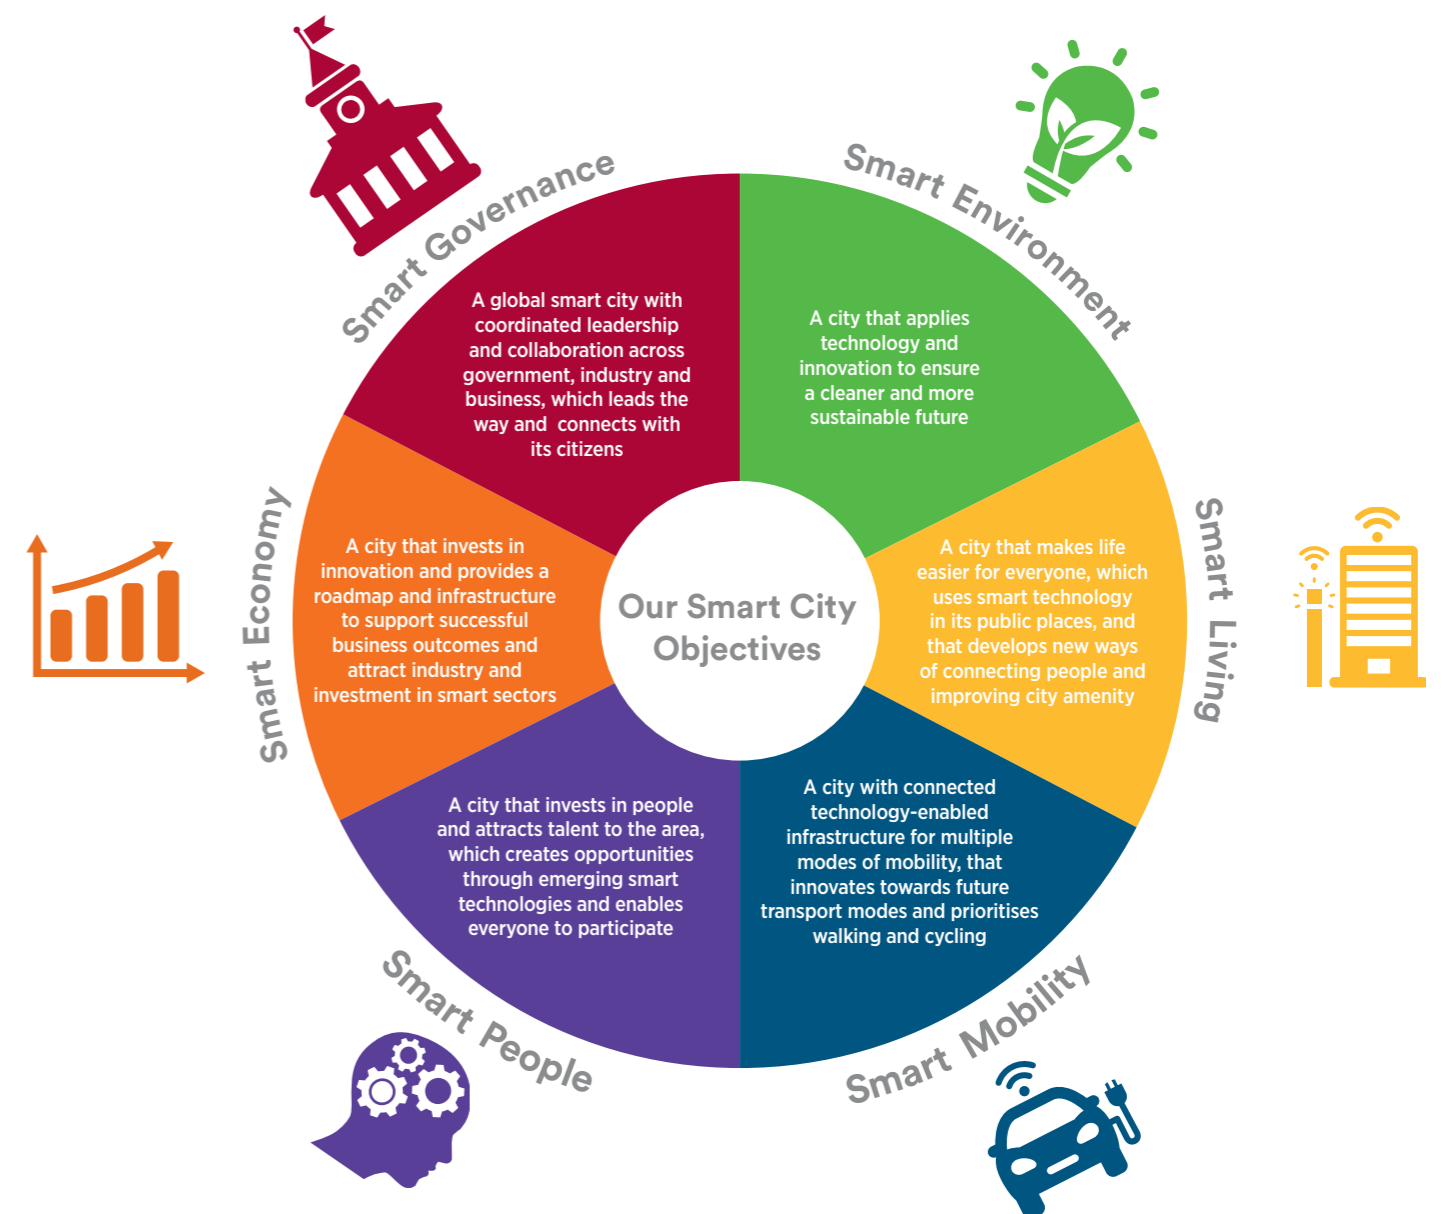 Smart Governance
A global smart city with
coordinated leadership
and collaboration across
government, industry and
business, which leads the
way and connects with
its citizens
Smart Environment
A city that applies
technology and
innovation to ensure
a cleaner and more
sustainable future
Smart Economy
A city that invests in
innovation and provides a
roadmap and infrastructure
to support successful
business outcomes and
attract industry and
investment in smart sectors
Our Smart City
Objectives
Smart Living
A city that makes life
easier for everyone, which
uses smart technology
in its public places, and
that develops new ways
of connecting people and
improving city amenity
Smart People
A city that invests in people
and attracts talent to the area,
which creates opportunities
through emerging smart
technologies and enables
everyone to participate
Smart Mobility
A city with connected
technology-enabled
infrastructure for multiple
modes of mobility, that
innovates towards future
transport modes and prioritises
walking and cycling